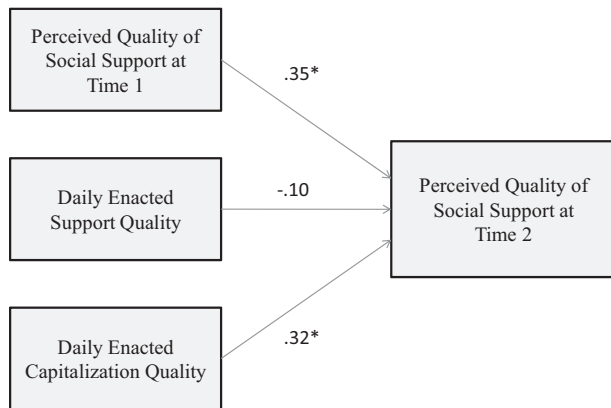 Perceived Quality of
Social Support at
Time 1
.35*
Daily Enacted
Support Quality
-.10
Perceived Quality of
Social Support at
Time 2
Daily Enacted
Capitalization Quality
.32*